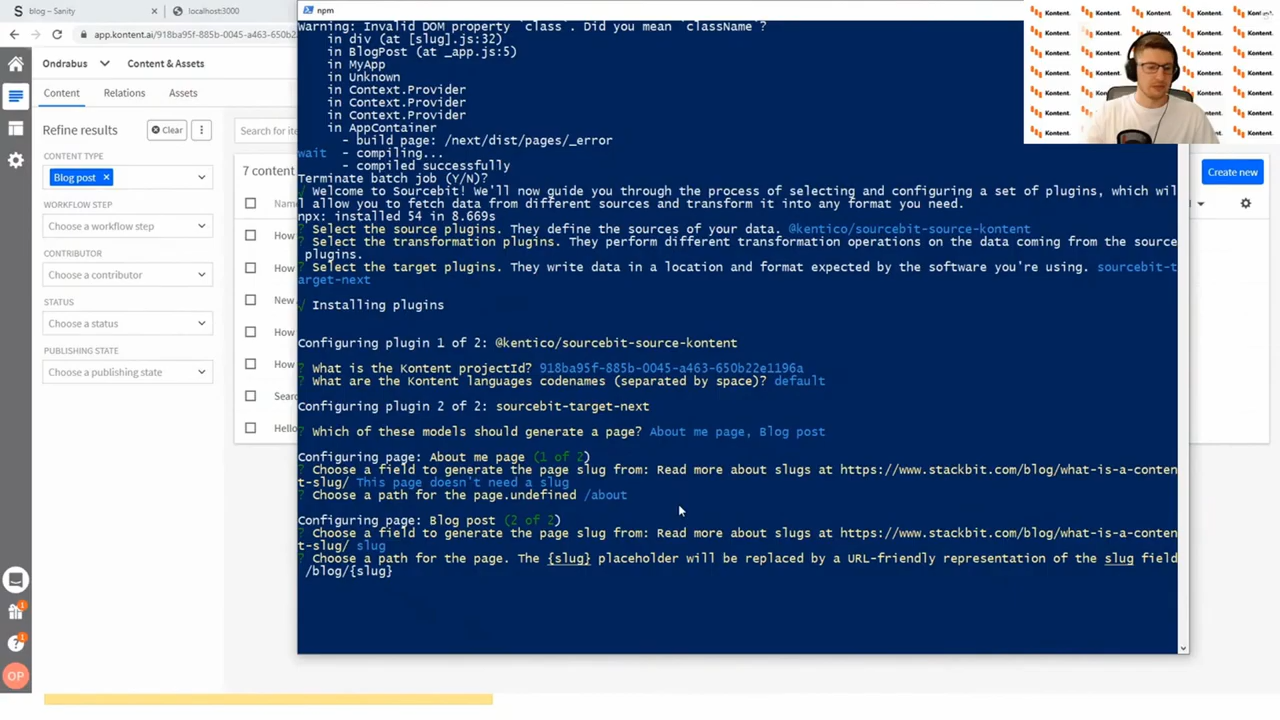 blog – Sanity
localhost:3000
app.kontent.ai/918ba95f-885b-0045-a463-650b2
Ondrabus
Content & Assets
Content
Relations
Assets
Refine results
Clear
CONTENT TYPE
Blog post
WORKFLOW STEP
Choose a workflow step
CONTRIBUTOR
Choose a contributor
STATUS
Choose a status
PUBLISHING STATE
Choose a publishing state
OP
Search for ite
7 content
Nam
How
How
New
How
How
Sear
Hello
Create new
npm
Warning: Invalid DOM property `class`. Did you mean `className`?
in div (at [slug].js:32)
in BlogPost (at _app.js:5)
in MyApp
in Unknown
in Context.Provider
in Context.Provider
in Context.Provider
in AppContainer
- build page: /next/dist/pages/_error
wait - compiling...
- compiled successfully
Terminate batch job (Y/N)?
√ Welcome to Sourcebit! We'll now guide you through the process of selecting and configuring a set of plugins, which wil
l allow you to fetch data from different sources and transform it into any format you need.
npx: installed 54 in 8.669s
? Select the source plugins. They define the sources of your data. @kentico/sourcebit-source-kontent
? Select the transformation plugins. They perform different transformation operations on the data coming from the source
plugins.
? Select the target plugins. They write data in a location and format expected by the software you're using. sourcebit-t
arget-next
√ Installing plugins
Configuring plugin 1 of 2: @kentico/sourcebit-source-kontent
? What is the Kontent projectId? 918ba95f-885b-0045-a463-650b22e1196a
? What are the Kontent languages codenames (separated by space)? default
Configuring plugin 2 of 2: sourcebit-target-next
? Which of these models should generate a page? About me page, Blog post
Configuring page: About me page (1 of 2)
? Choose a field to generate the page slug from: Read more about slugs at https://www.stackbit.com/blog/what-is-a-conten
t-slug/ This page doesn't need a slug
? Choose a path for the page.undefined /about
Configuring page: Blog post (2 of 2)
? Choose a field to generate the page slug from: Read more about slugs at https://www.stackbit.com/blog/what-is-a-conten
t-slug/ slug
? Choose a path for the page. The {slug} placeholder will be replaced by a URL-friendly representation of the slug field
/blog/{slug}